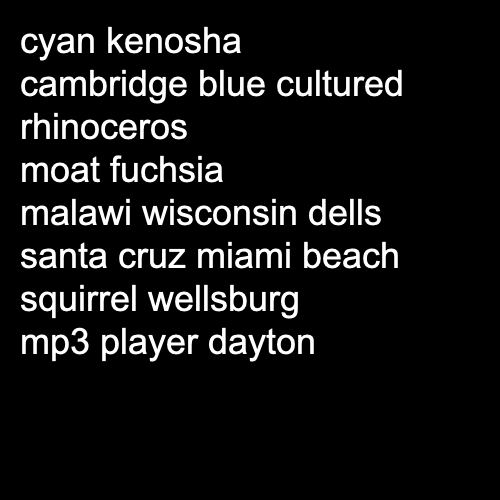 cyan kenosha
cambridge blue cultured
rhinoceros
moat fuchsia
malawi wisconsin dells
santa cruz miami beach
squirrel wellsburg
mp3 player dayton